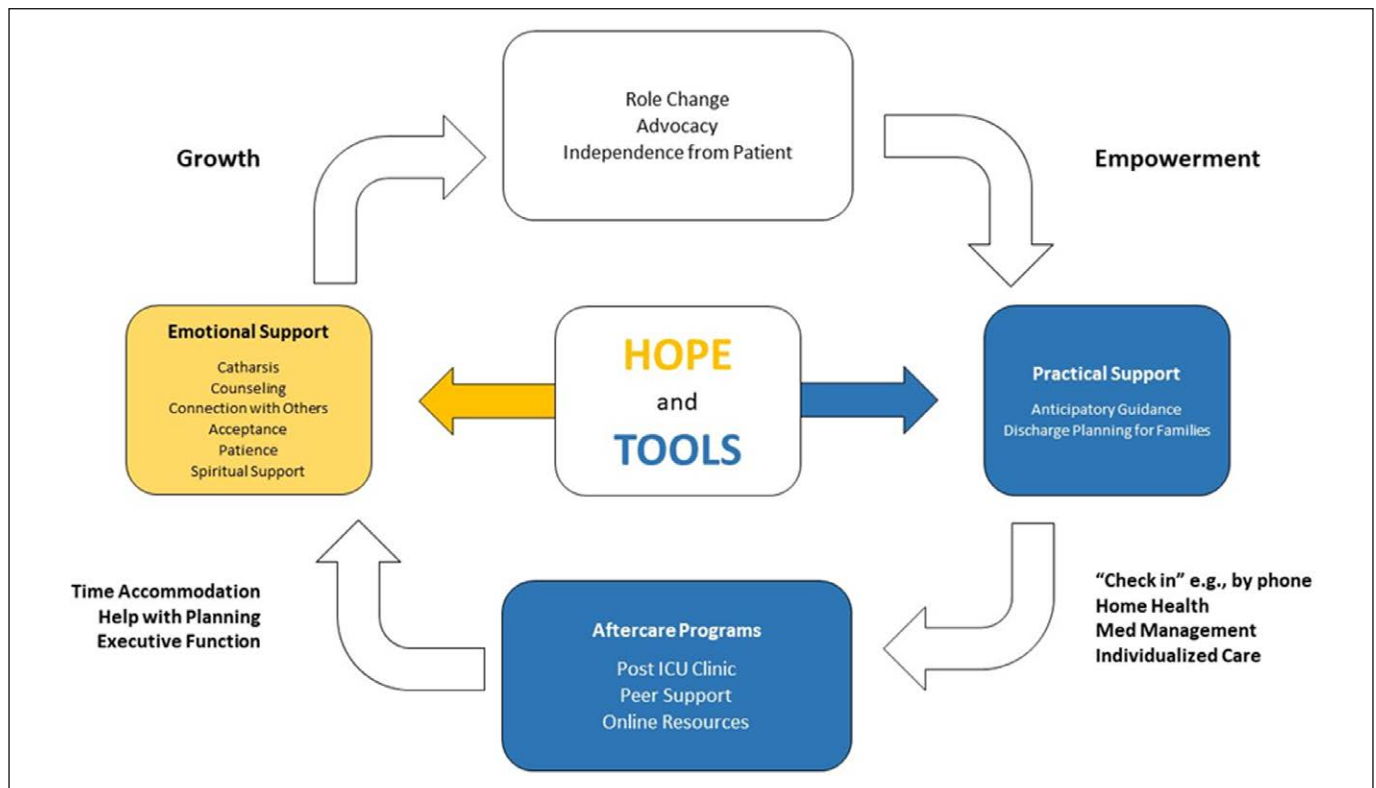 Role Change
Advocacy
Independence from Patient
Growth
Empowerment
Emotional Support
Catharsis
Counseling
Connection with Others
Acceptance
Patience
Spiritual Support
HOPE
and
TOOLS
Practical Support
Anticipatory Guidance
Discharge Planning for Families
Time Accommodation
Help with Planning
Executive Function
Aftercare Programs
Post ICU Clinic
Peer Support
Online Resources
“Check in” e.g., by phone
Home Health
Med Management
Individualized Care